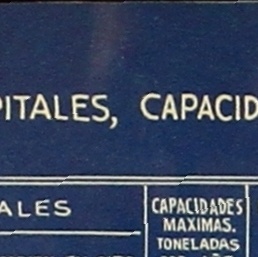 PITALES, CAPACID
ALES
CAPACIDADES
MAXIMAS.
TONELADAS